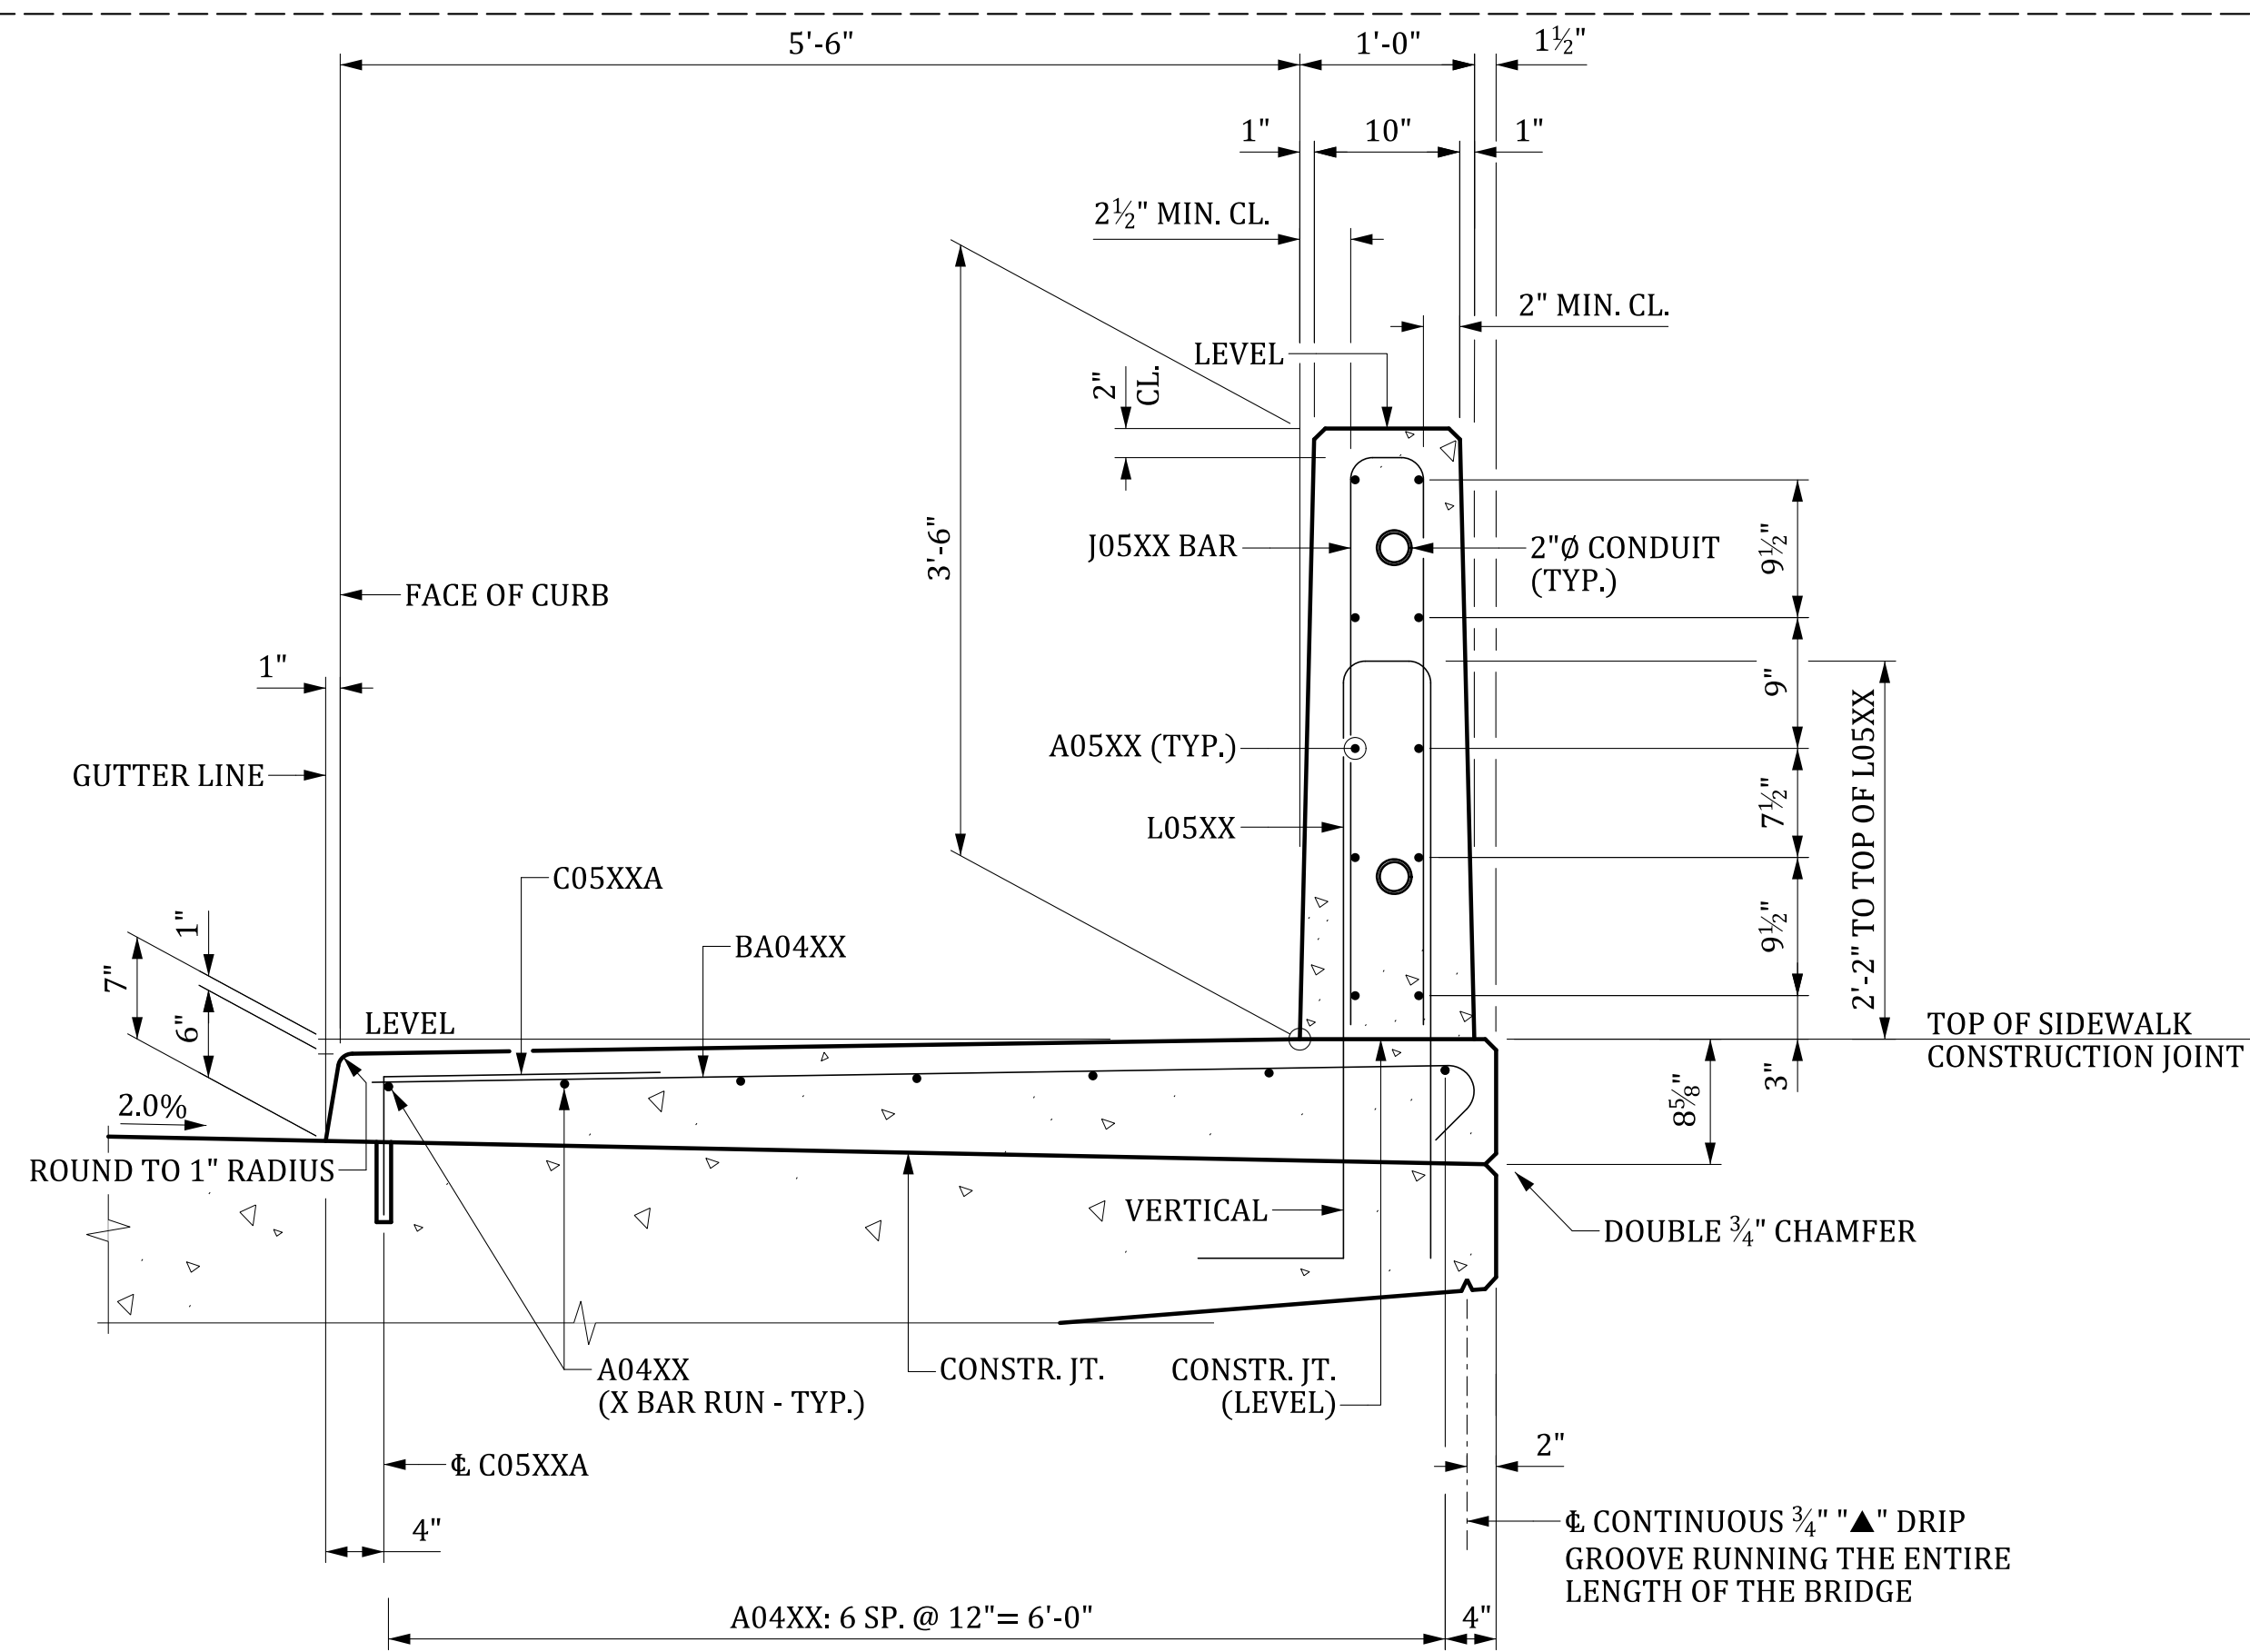 5'-6"
1'-0"
1½"
1"
10"
1"
2½" MIN. CL.
2" MIN. CL.
LEVEL
2"
CL.
3'-6"
J05XX BAR
2"Ø CONDUIT
(TYP.)
9½"
FACE OF CURB
1"
9"
A05XX (TYP.)
GUTTER LINE
7½"
2'-2" TO TOP OF L05XX
L05XX
C05XXA
BA04XX
9½"
1"
7"
6"
LEVEL
TOP OF SIDEWALK
CONSTRUCTION JOINT
3"
8⅝"
2.0%
ROUND TO 1" RADIUS
VERTICAL
DOUBLE ¾" CHAMFER
A04XX
(X BAR RUN - TYP.)
CONSTR. JT.
CONSTR. JT.
(LEVEL)
2"
℄ C05XXA
4"
℄ CONTINUOUS ¾" "▲" DRIP
GROOVE RUNNING THE ENTIRE
LENGTH OF THE BRIDGE
A04XX: 6 SP. @ 12"= 6'-0"
4"